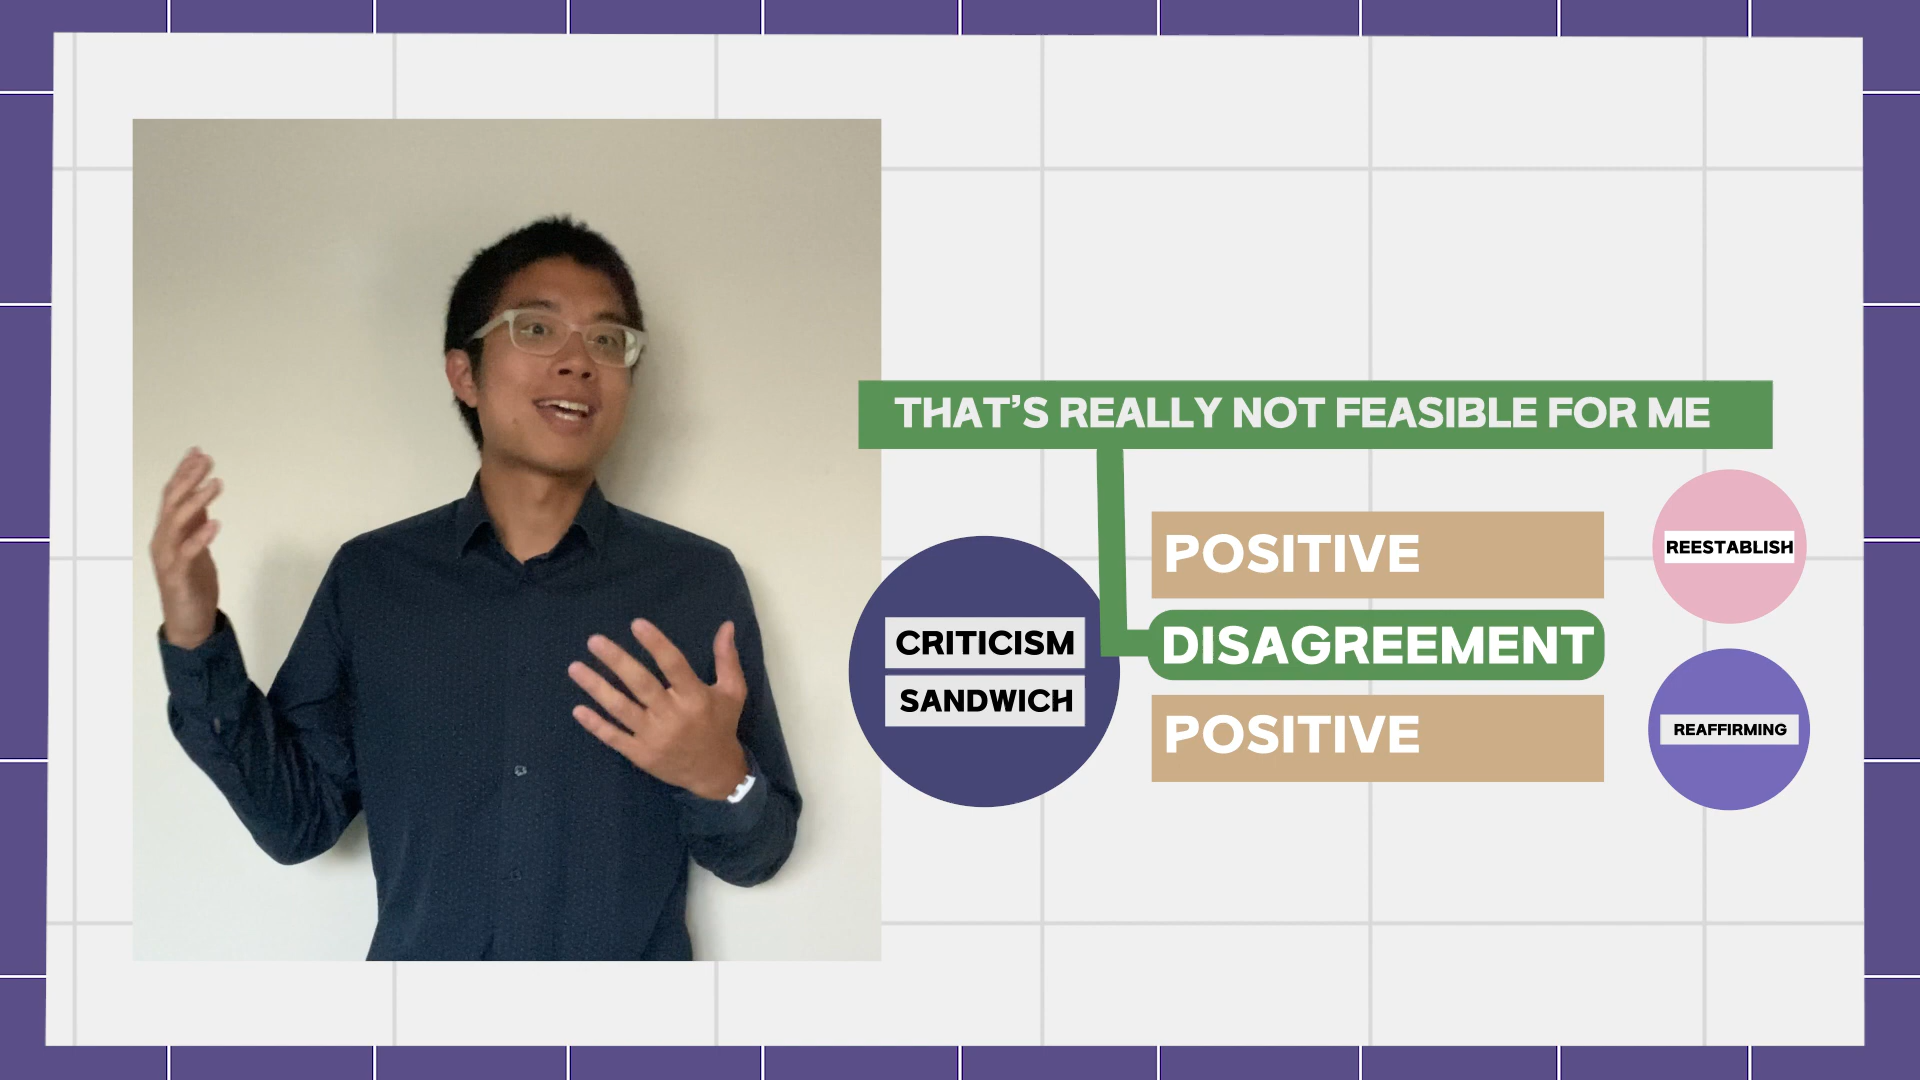 THAT'S REALLY NOT FEASIBLE FOR ME
CRITICISM
SANDWICH
POSITIVE
DISAGREEMENT
POSITIVE
REESTABLISH
REAFFIRMING